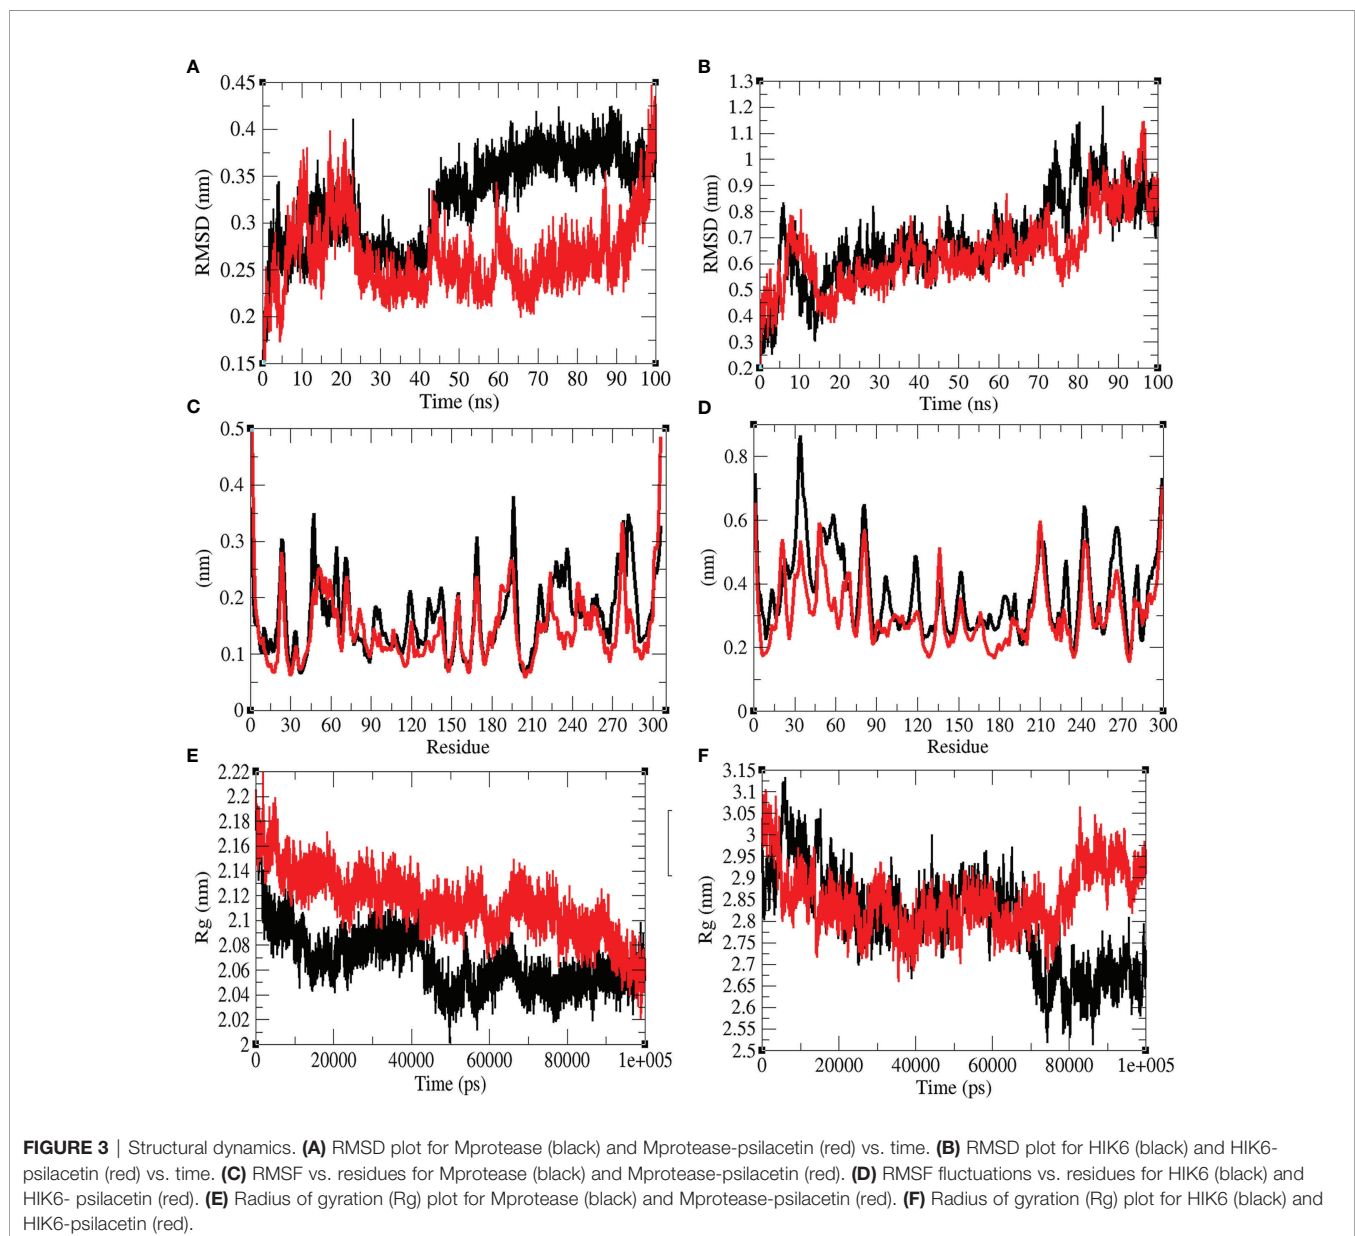 A
0.45
0.4
0.35
0.3
0.25
0.2
0.15
RMSD (nm)
0 10 20 30 40 50 60 70 80 90 100
Time (ns)
B
1.3
1.2
1.1
1
0.9
0.8
0.7
0.6
0.5
0.4
0.3
0.2
RMSD (nm)
0 10 20 30 40 50 60 70 80 90 100
Time (ns)
C
0.5
0.4
0.3
0.2
0.1
0
(nm)
0 30 60 90 120 150 180 210 240 270 300
Residue
D
0.8
0.6
0.4
0.2
0
(nm)
0 30 60 90 120 150 180 210 240 270 300
Residue
E
2.22
2.2
2.18
2.16
2.14
2.12
2.1
2.08
2.06
2.04
2.02
2
Rg (nm)
0 20000 40000 60000 80000 1e+005
Time (ps)
F
3.15
3.1
3.05
3
2.95
2.9
2.85
2.8
2.75
2.7
2.65
2.6
2.55
2.5
Rg (nm)
0 20000 40000 60000 80000 1e+005
Time (ps)
FIGURE 3 | Structural dynamics. (A) RMSD plot for Mprotease (black) and Mprotease-psilacetin (red) vs. time. (B) RMSD plot for HIK6 (black) and HIK6-
psilacetin (red) vs. time. (C) RMSF vs. residues for Mprotease (black) and Mprotease-psilacetin (red). (D) RMSF fluctuations vs. residues for HIK6 (black) and
HIK6- psilacetin (red). (E) Radius of gyration (Rg) plot for Mprotease (black) and Mprotease-psilacetin (red). (F) Radius of gyration (Rg) plot for HIK6 (black) and
HIK6-psilacetin (red).